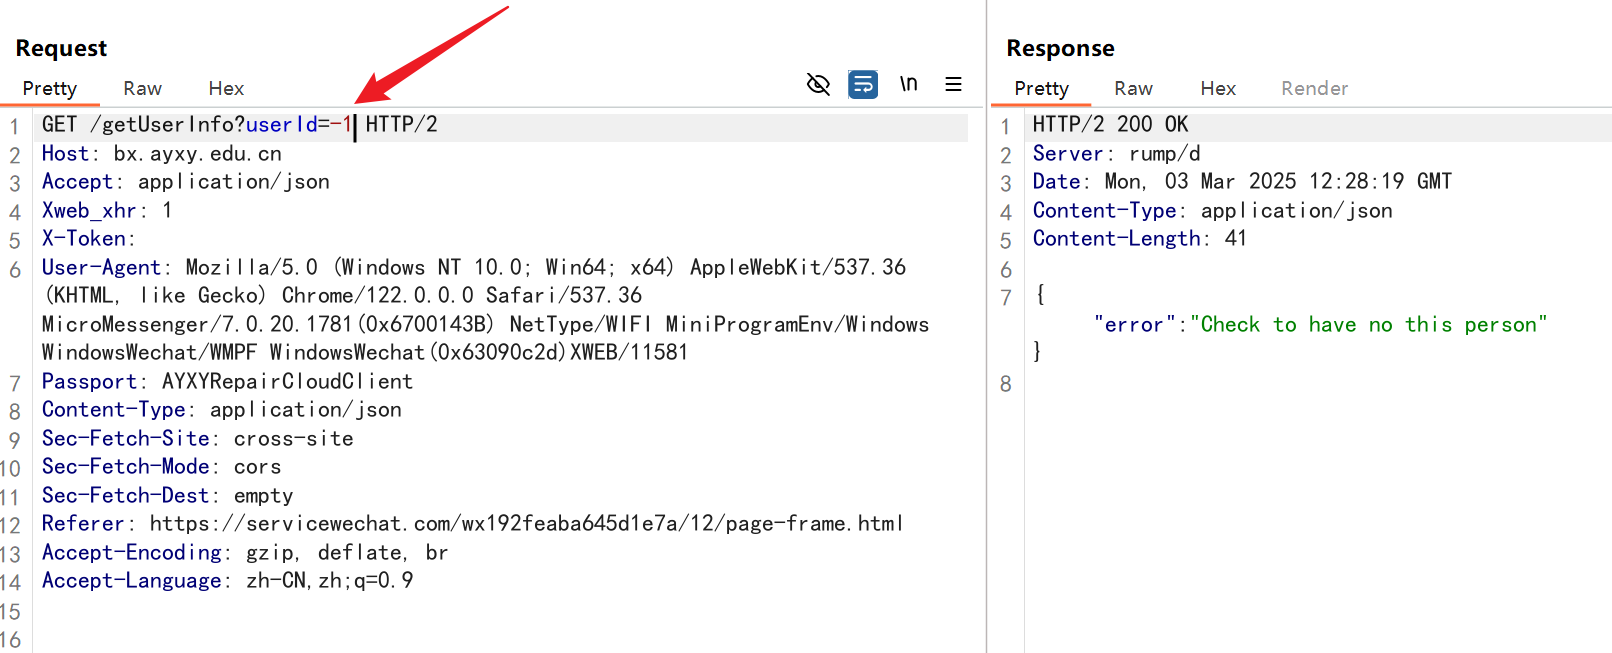 Request
Pretty Raw Hex
\n
1 GET /getUserInfo?userId=-1 HTTP/2
2 Host: bx.ayxy.edu.cn
3 Accept: application/json
4 Xweb_xhr: 1
5 X-Token:
6 User-Agent: Mozilla/5.0 (Windows NT 10.0; Win64; x64) AppleWebKit/537.36
(KHTML, like Gecko) Chrome/122.0.0.0 Safari/537.36
MicroMessenger/7.0.20.1781(0x6700143B) NetType/WIFI MiniProgramEnv/Windows
WindowsWechat/WMPF WindowsWechat(0x63090c2d)XWEB/11581
7 Passport: AYXYRepairCloudClient
8 Content-Type: application/json
9 Sec-Fetch-Site: cross-site
10 Sec-Fetch-Mode: cors
11 Sec-Fetch-Dest: empty
12 Referer: https://servicewechat.com/wx192feaba645d1e7a/12/page-frame.html
13 Accept-Encoding: gzip, deflate, br
14 Accept-Language: zh-CN,zh;q=0.9
15
16
Response
Pretty Raw Hex Render
1 HTTP/2 200 OK
2 Server: rump/d
3 Date: Mon, 03 Mar 2025 12:28:19 GMT
4 Content-Type: application/json
5 Content-Length: 41
6
7 {
"error":"Check to have no this person"
}
8